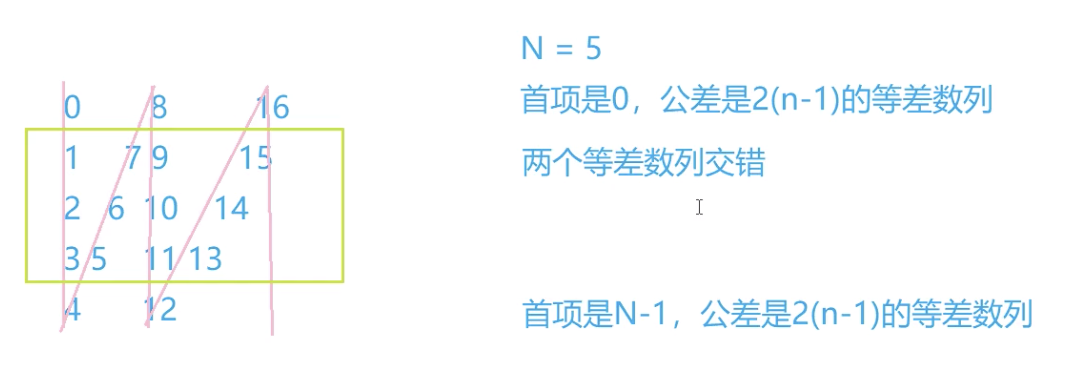 N = 5
0 8 16 首项是0，公差是2(n-1)的等差数列
1 7 9 15 两个等差数列交错
2 6 10 14
3 5 11 13
4 12 首项是N-1，公差是2(n-1)的等差数列